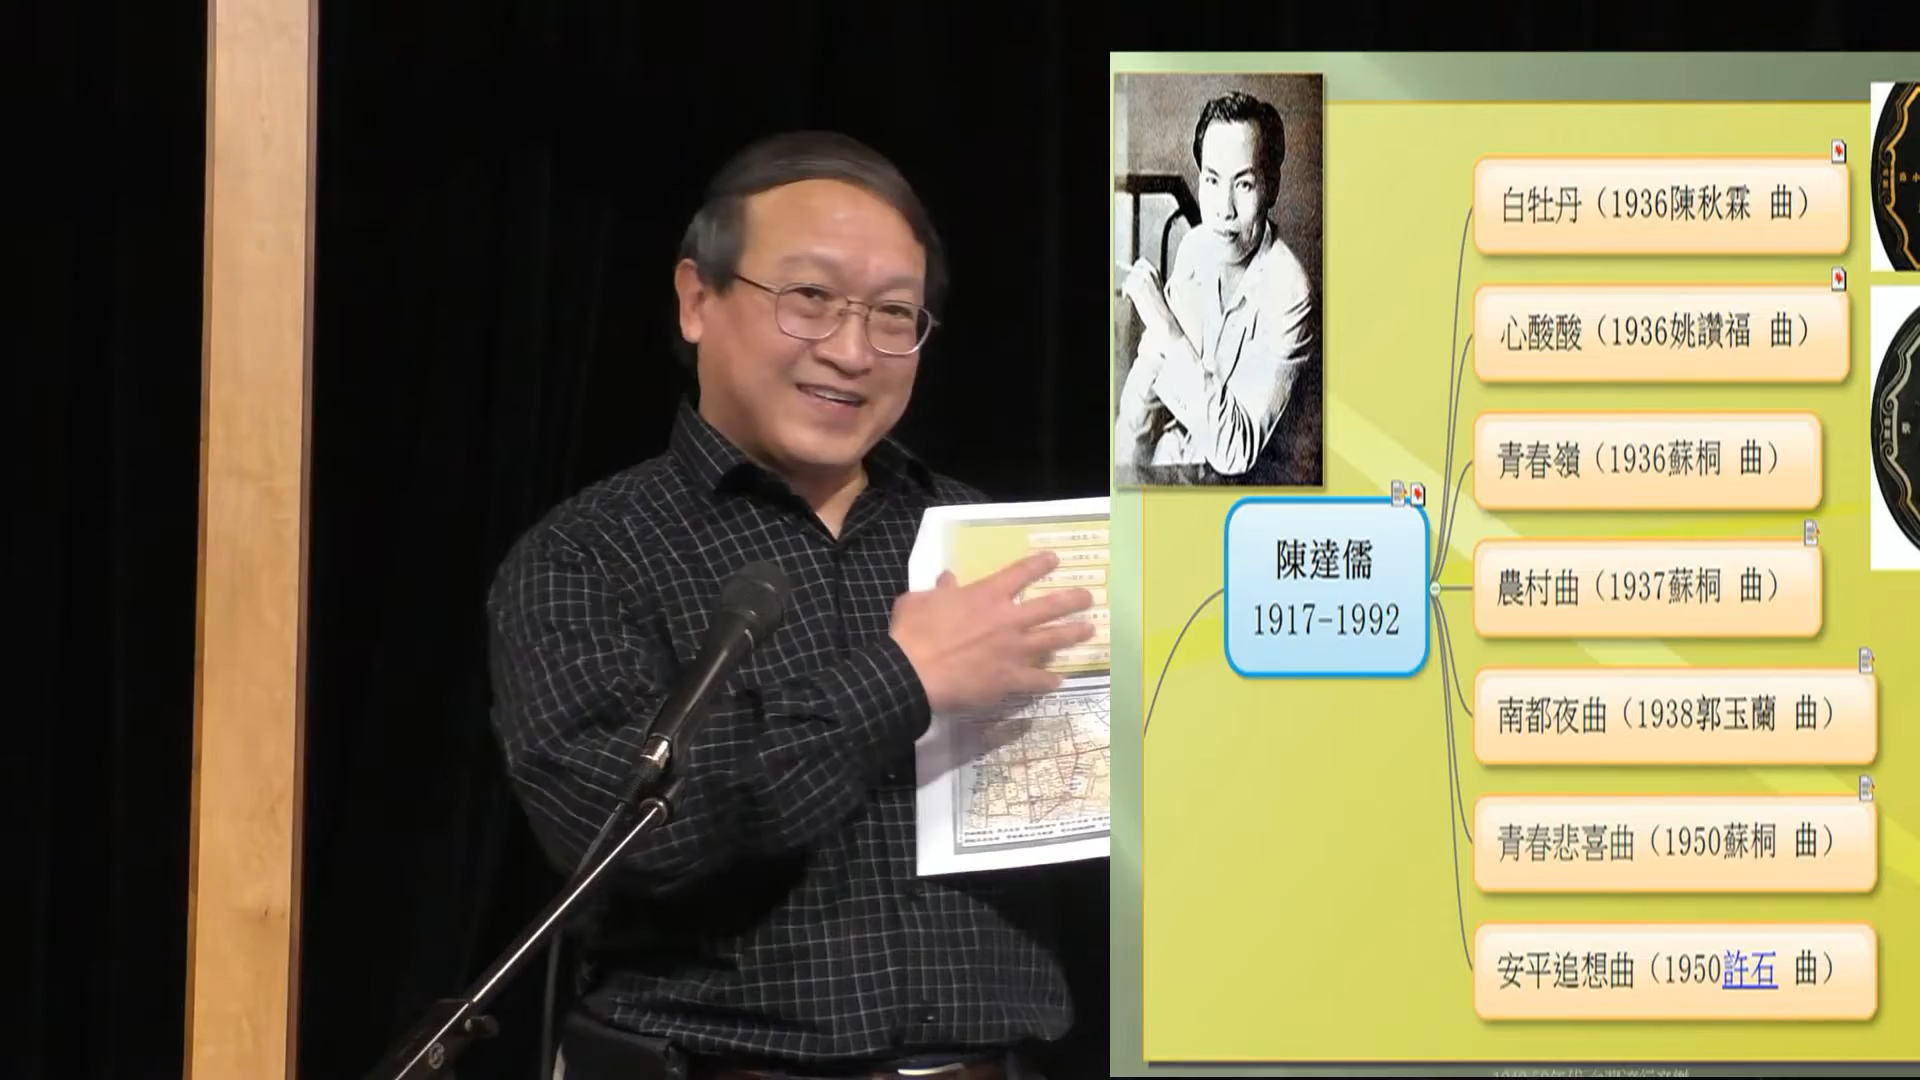 白牡丹（1936陳秋霖 曲）
心酸酸（1936姚讚福 曲）
青春嶺（1936蘇桐 曲）
陳達儒
1917-1992
農村曲（1937蘇桐 曲）
南都夜曲（1938郭玉蘭 曲）
青春悲喜曲（1950蘇桐 曲）
安平追想曲（1950許石 曲）